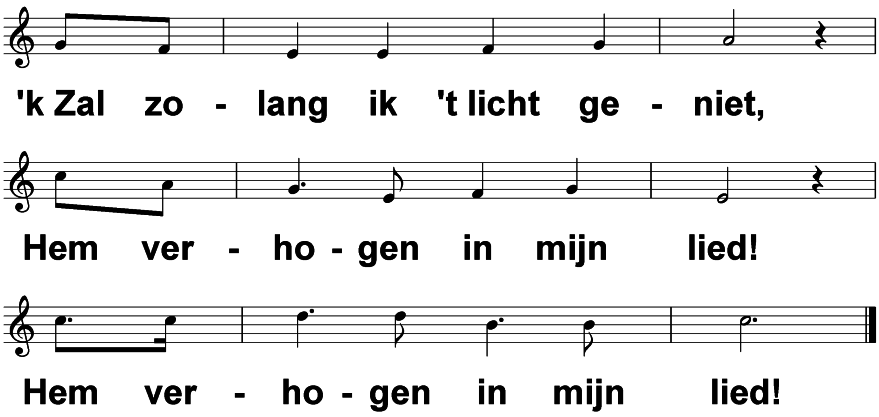 'k Zal zo - lang ik 't licht ge - niet,
Hem ver - ho - gen in mijn lied!
Hem ver - ho - gen in mijn lied!